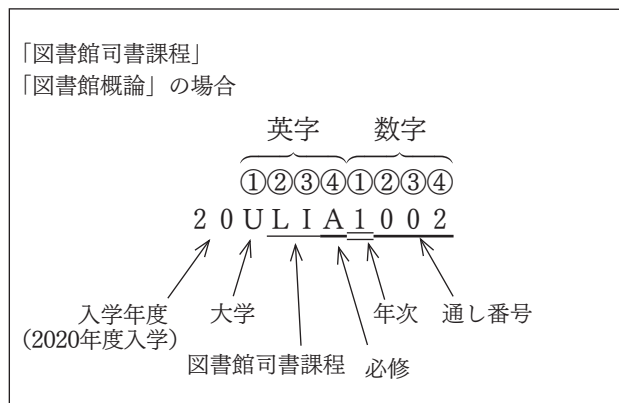 「図書館司書課程」
「図書館概論」の場合
英字 数字
①②③④①②③④
20ULIA1002
入学年度 大学 年次 通し番号
(2020年度入学)
図書館司書課程 必修